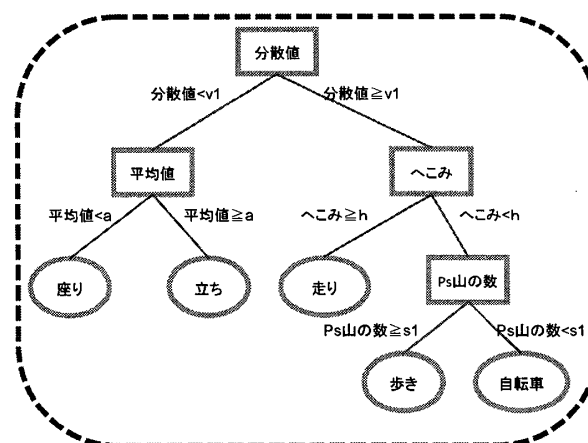 分散値
分散値<v1
分散値≧v1
平均値
へこみ
平均値<a
平均値≧a
へこみ≧h
へこみ<h
座り
立ち
走り
Ps山の数
Ps山の数≧s1
Ps山の数<s1
歩き
自転車